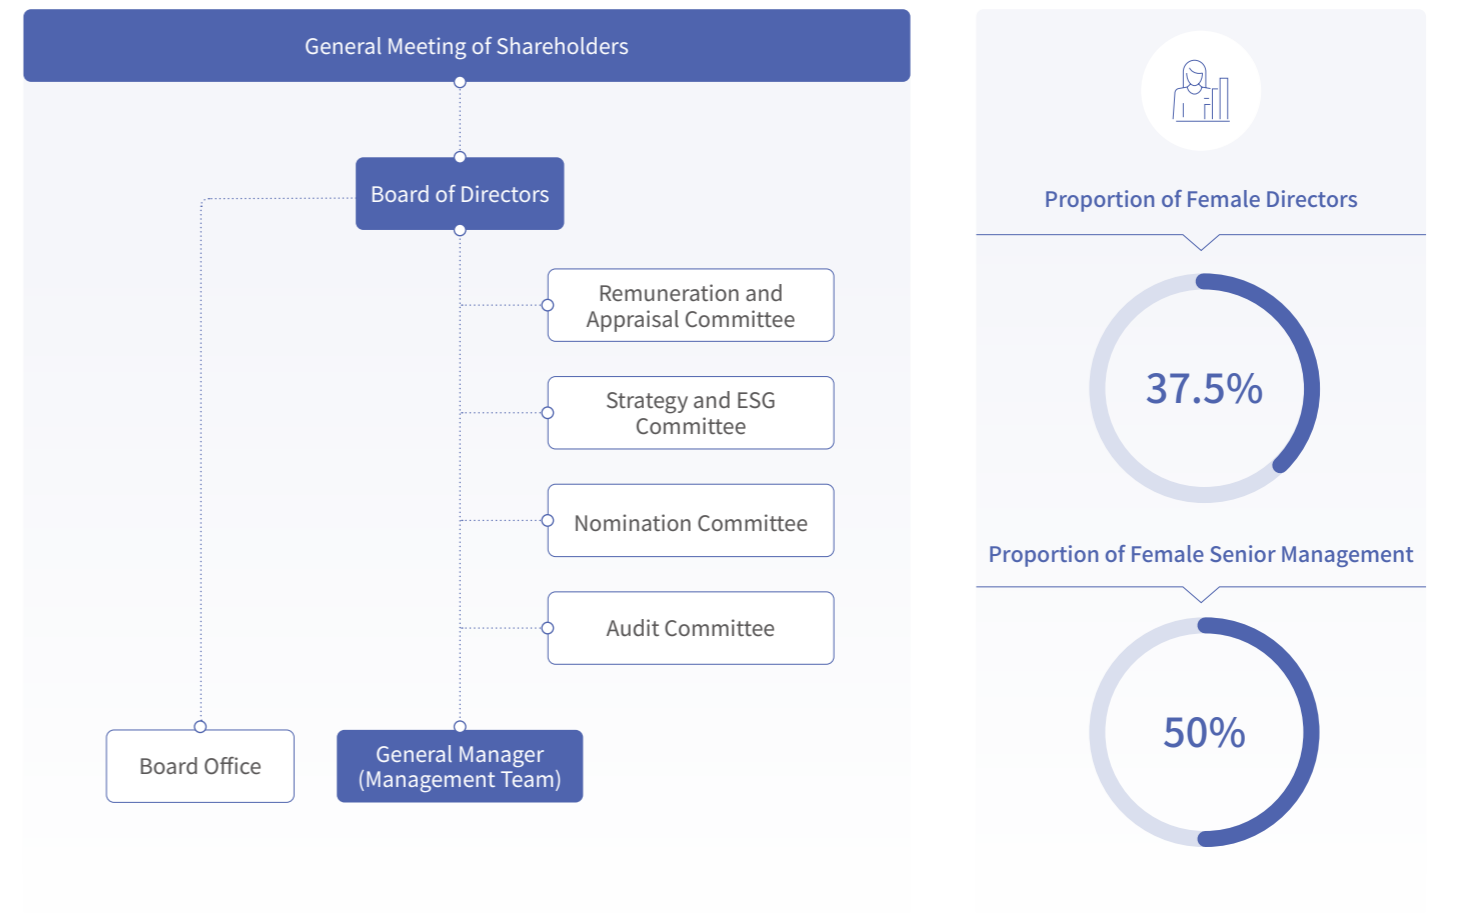 General Meeting of Shareholders
Board of Directors
Remuneration and
Appraisal Committee
Strategy and ESG
Committee
Nomination Committee
Audit Committee
Board Office
General Manager
(Management Team)
Proportion of Female Directors
37.5%
Proportion of Female Senior Management
50%